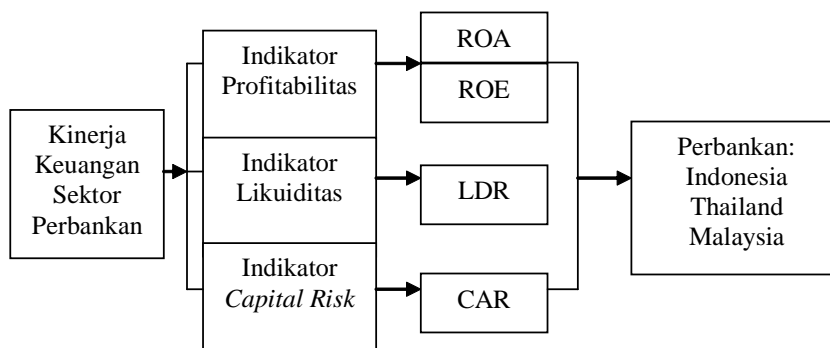 Kinerja
Keuangan
Sektor
Perbankan
Indikator
Profitabilitas
Indikator
Likuiditas
Indikator
Capital Risk
ROA
ROE
LDR
CAR
Perbankan:
Indonesia
Thailand
Malaysia